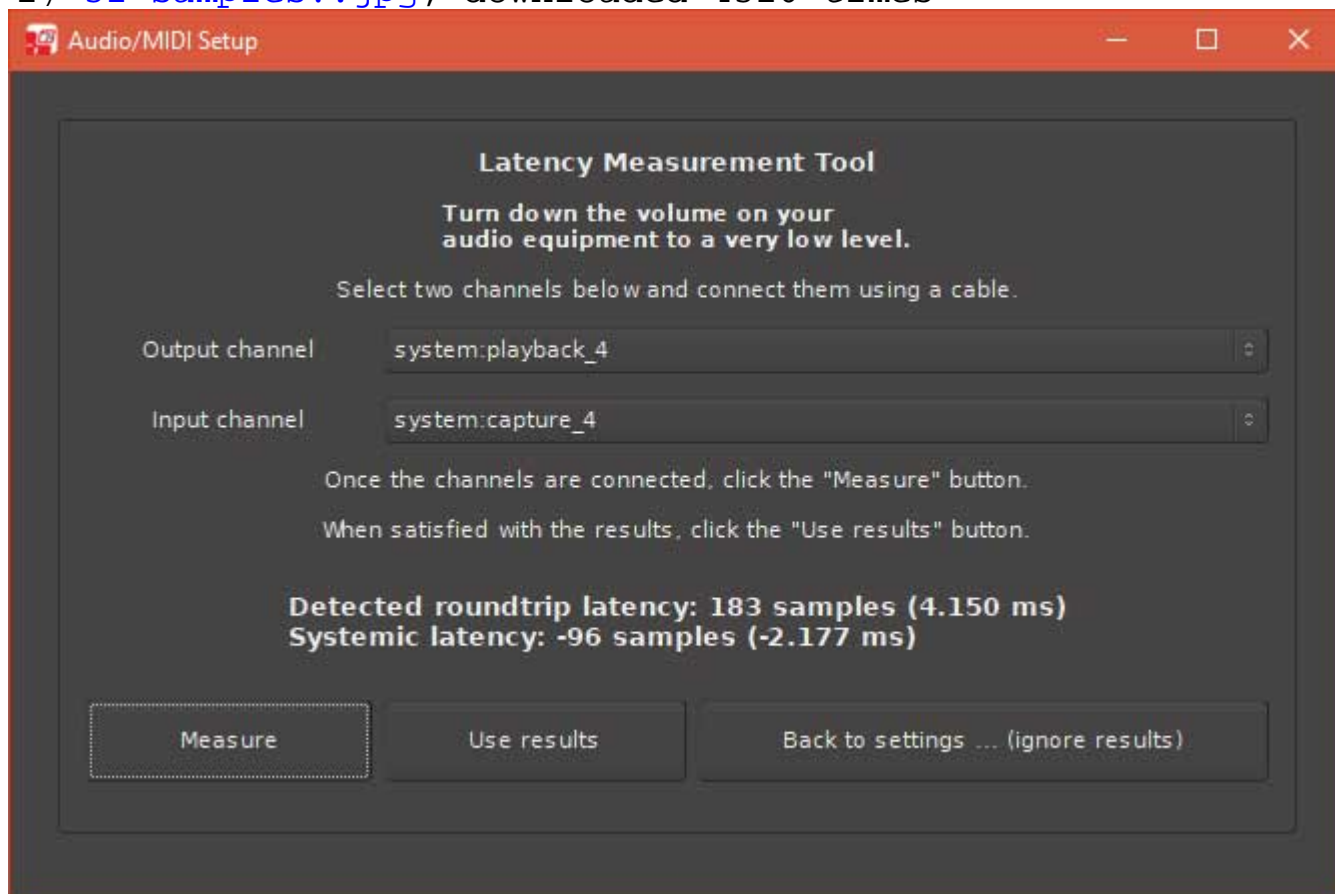 Audio/MIDI Setup
Latency Measurement Tool
Turn down the volume on your
audio equipment to a very low level.
Select two channels below and connect them using a cable.
Output channel system:playback_4
Input channel system:capture_4
Once the channels are connected, click the "Measure" button.
When satisfied with the results, click the "Use results" button.
Detected roundtrip latency: 183 samples (4.150 ms)
Systemic latency: -96 samples (-2.177 ms)
Measure Use results Back to settings ... (ignore results)